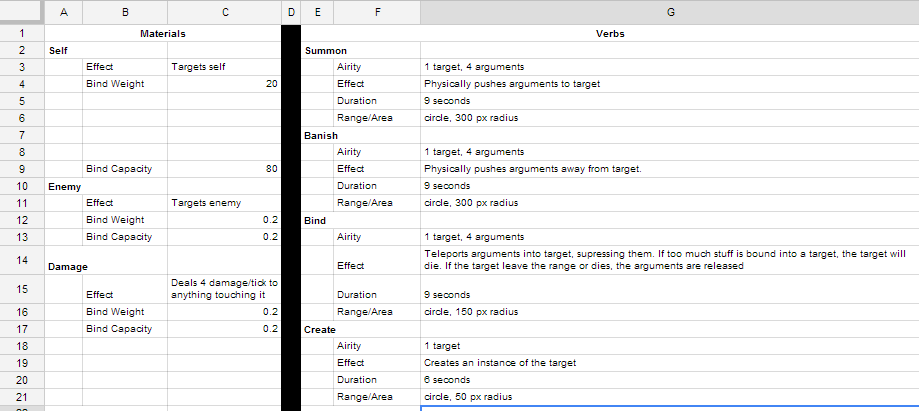 A B C D E F G
1 Materials Verbs
2 Self Summon
3 Effect Targets self Airity 1 target, 4 arguments
4 Bind Weight 20 Effect Physically pushes arguments to target
5 Duration 9 seconds
6 Range/Area circle, 300 px radius
7 Banish
8 Airity 1 target, 4 arguments
9 Bind Capacity 80 Effect Physically pushes arguments away from target.
10 Enemy Duration 9 seconds
11 Effect Targets enemy Range/Area circle, 300 px radius
12 Bind Weight 0.2 Bind
13 Bind Capacity 0.2 Airity 1 target, 4 arguments
Teleports arguments into target, supressing them. If too much stuff is bound into a target, the target will
14 Damage Effect die. If the target leave the range or dies, the arguments are released
Deals 4 damage/tick to
15 Effect anything touching it Duration 9 seconds
16 Bind Weight 0.2 Range/Area circle, 150 px radius
17 Bind Capacity 0.2 Create
18 Airity 1 target
19 Effect Creates an instance of the target
20 Duration 6 seconds
21 Range/Area circle, 50 px radius